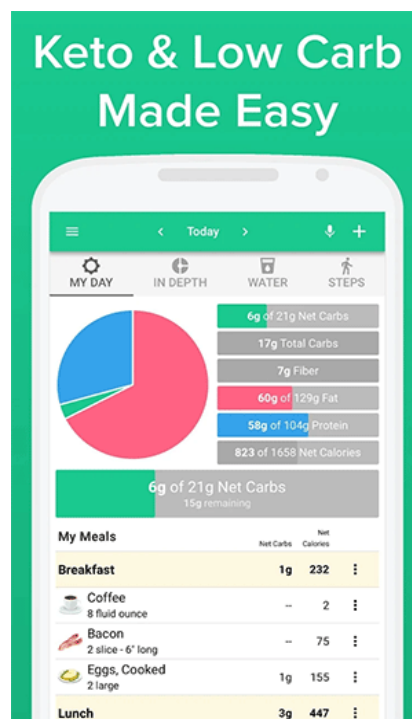 Keto & Low Carb
Made Easy
Today
MY DAY
IN DEPTH
WATER
STEPS
6g of 21g Net Carbs
17g Total Carbs
7g Fiber
60g of 129g Fat
58g of 104g Protein
823 of 1658 Net Calories
6g of 21g Net Carbs
15g remaining
My Meals
Net Carbs
Net
Calories
Breakfast 1g 232
Coffee
8 fluid ounce
-- 2
Bacon
2 slice - 6" long
-- 75
Eggs, Cooked
2 large
1g 155
Lunch 3g 447